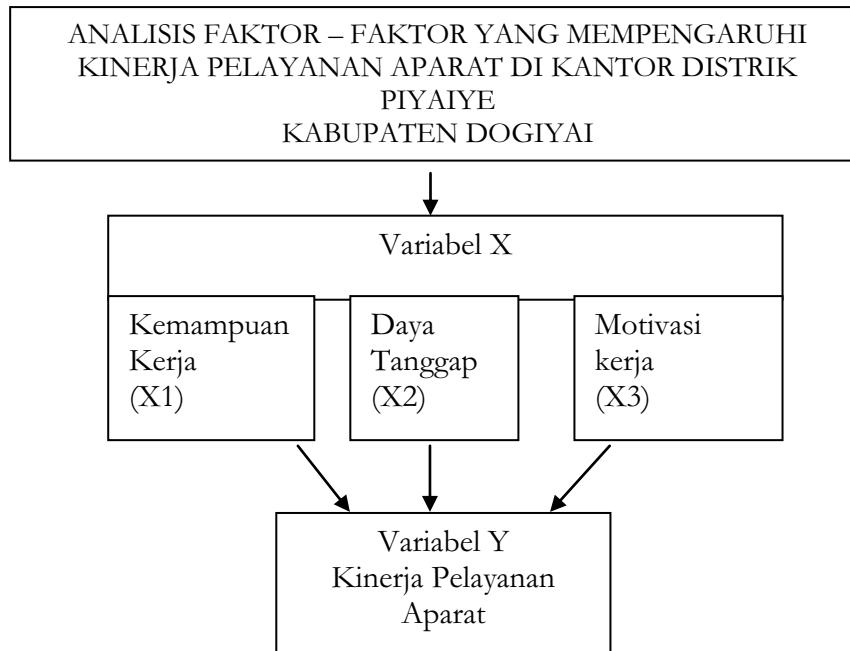 ANALISIS FAKTOR – FAKTOR YANG MEMPENGARUHI
KINERJA PELAYANAN APARAT DI KANTOR DISTRIK
PIYAIYE
KABUPATEN DOGIYAI
Variabel X
Kemampuan
Kerja
(X1)
Daya
Tanggap
(X2)
Motivasi
kerja
(X3)
Variabel Y
Kinerja Pelayanan
Aparat